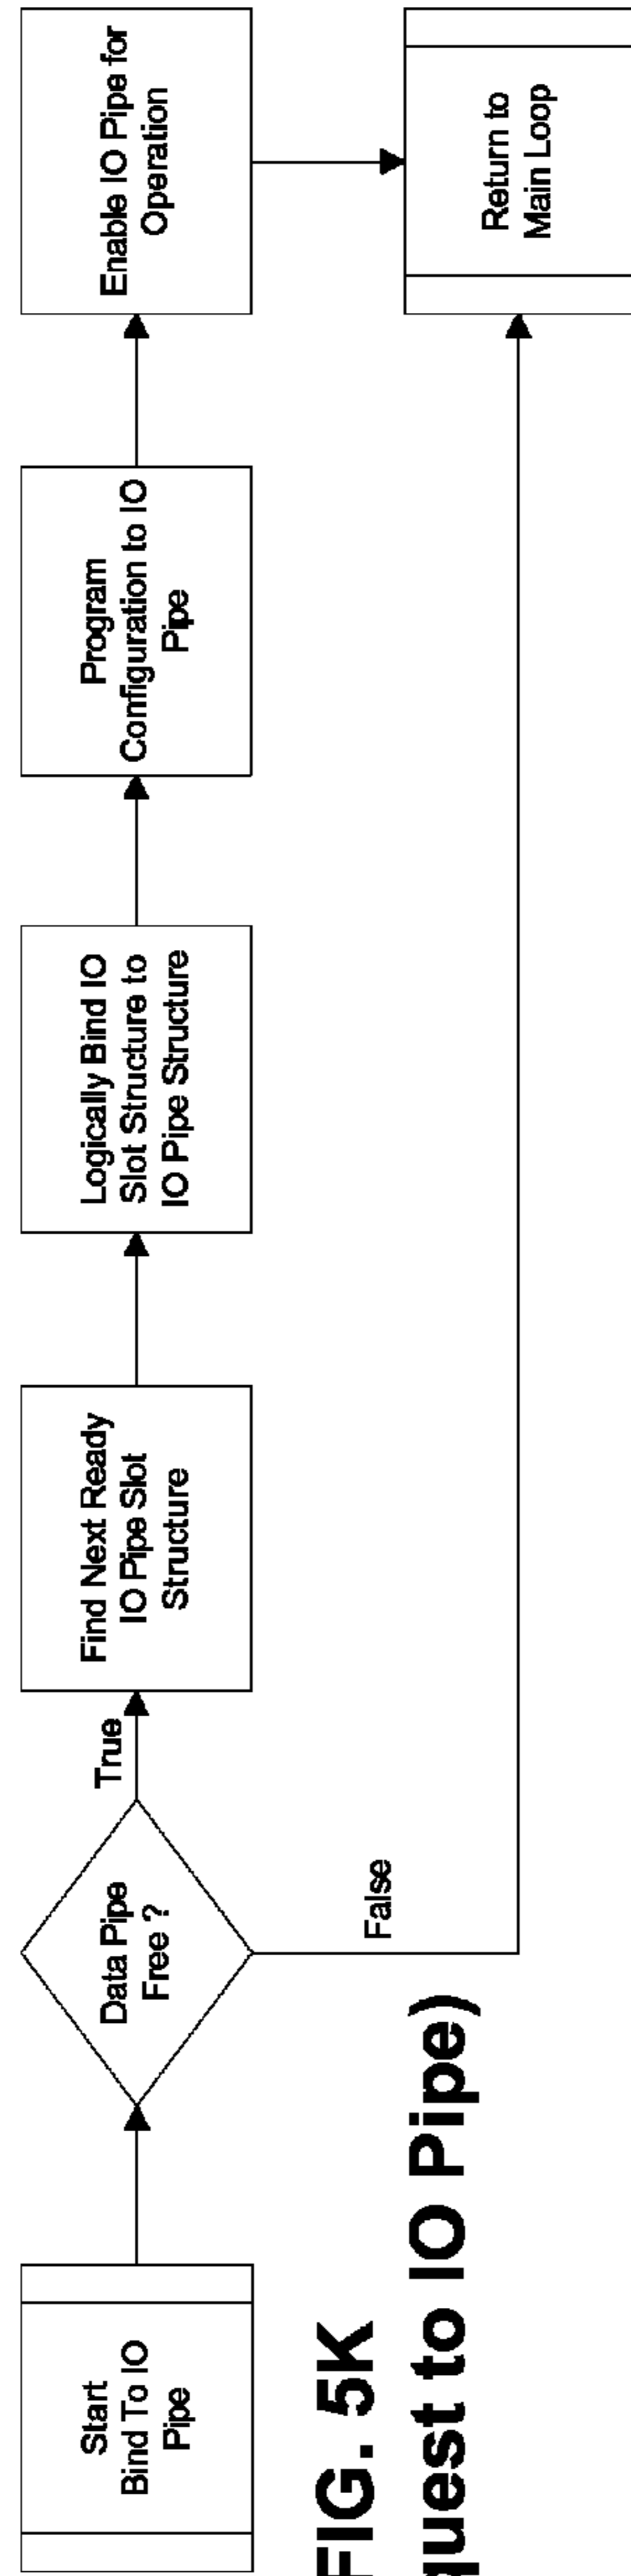 Start
Bind To IO
Pipe
Data Pipe
Free ?
True
False
Find Next Ready
IO Pipe Slot
Structure
Logically Bind IO
Slot Structure to
IO Pipe Structure
Program
Configuration to IO
Pipe
Enable IO Pipe for
Operation
Return to
Main Loop
FIG. 5K
to IO Pipe)